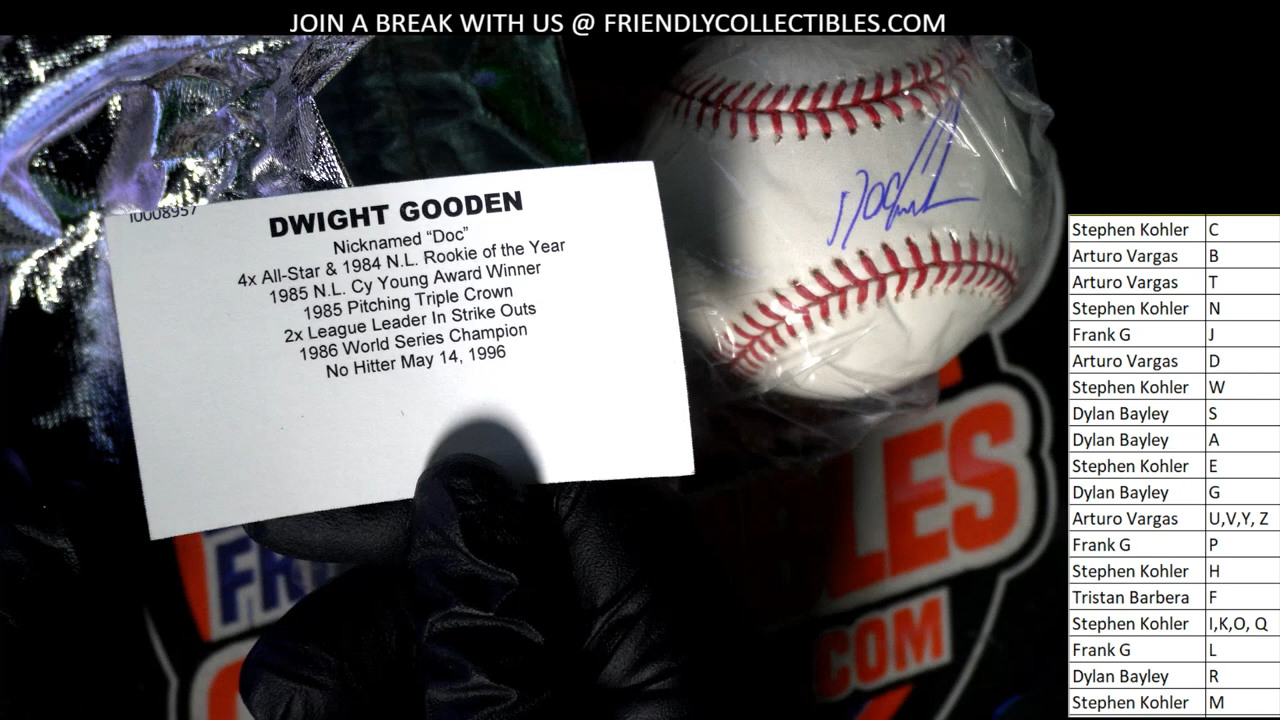 JOIN A BREAK WITH US @ FRIENDLYCOLLECTIBLES.COM
10008957
DWIGHT GOODEN
Nicknamed “Doc”
4x All-Star & 1984 N.L. Rookie of the Year
1985 N.L. Cy Young Award Winner
1985 Pitching Triple Crown
2x League Leader In Strike Outs
1986 World Series Champion
No Hitter May 14, 1996
FRI
LES
COM
Stephen Kohler C
Arturo Vargas B
Arturo Vargas T
Stephen Kohler N
Frank G J
Arturo Vargas D
Stephen Kohler W
Dylan Bayley S
Dylan Bayley A
Stephen Kohler E
Dylan Bayley G
Arturo Vargas U,V,Y, Z
Frank G P
Stephen Kohler H
Tristan Barbera F
Stephen Kohler I,K,O, Q
Frank G L
Dylan Bayley R
Stephen Kohler M